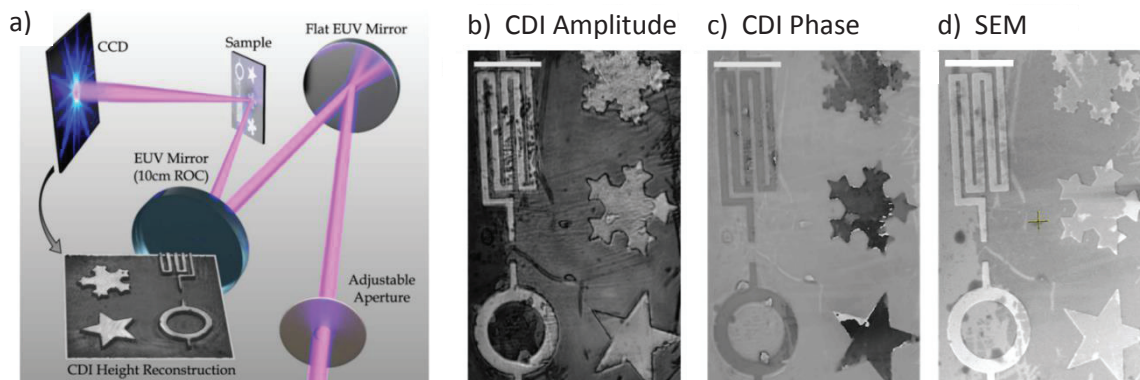 a)
CCD
Sample
Flat EUV Mirror
EUV Mirror
(10cm ROC)
Adjustable
Aperture
CDI Height Reconstruction
b) CDI Amplitude
c) CDI Phase
d) SEM